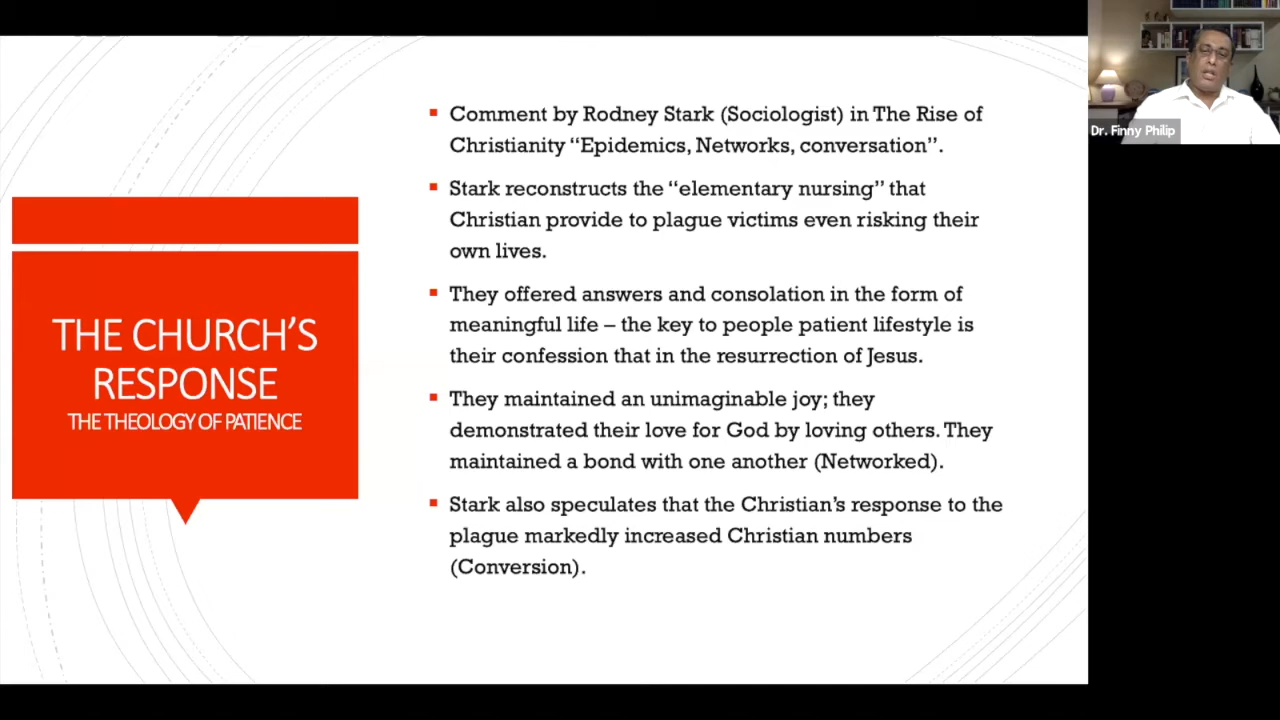 THE CHURCH'S
RESPONSE
THE THEOLOGY OF PATIENCE
Comment by Rodney Stark (Sociologist) in The Rise of
Christianity “Epidemics, Networks, conversation”.
Stark reconstructs the “elementary nursing” that
Christian provide to plague victims even risking their
own lives.
They offered answers and consolation in the form of
meaningful life – the key to people patient lifestyle is
their confession that in the resurrection of Jesus.
They maintained an unimaginable joy; they
demonstrated their love for God by loving others. They
maintained a bond with one another (Networked).
Stark also speculates that the Christian’s response to the
plague markedly increased Christian numbers
(Conversion).
Dr. Finny Philip